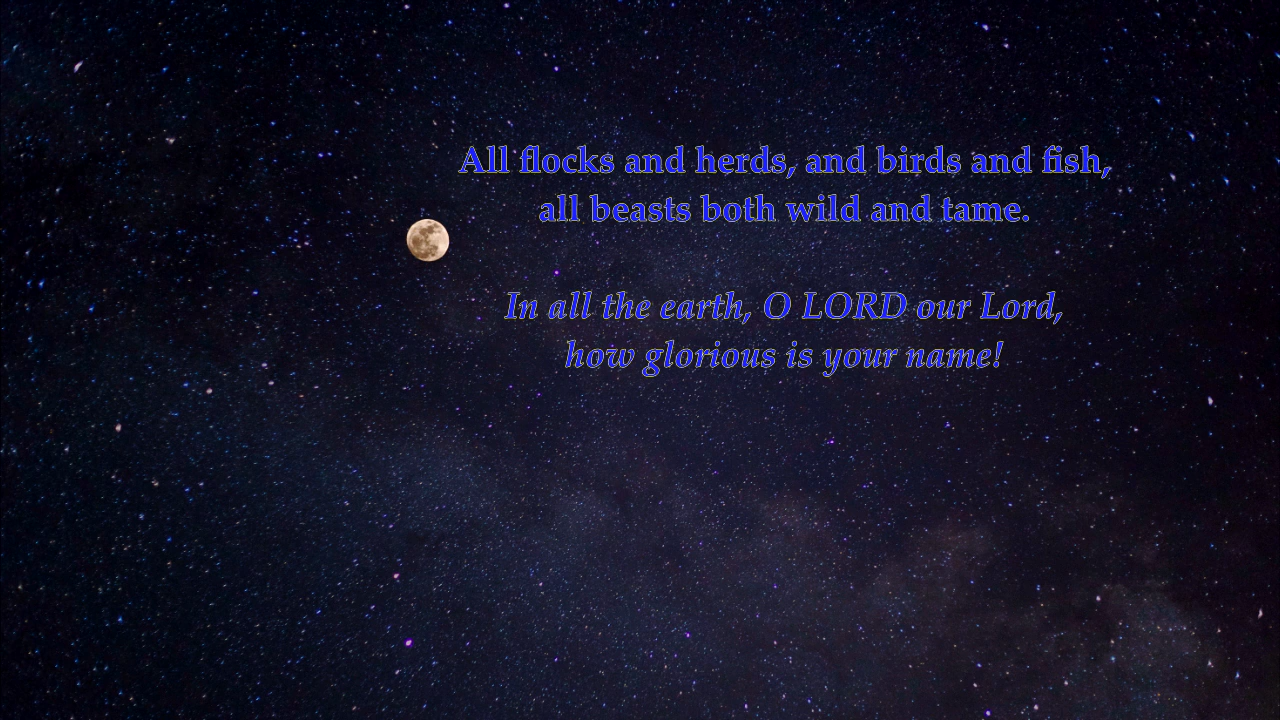 All flocks and herds, and birds and fish,
all beasts both wild and tame.
In all the earth, O LORD our Lord,
how glorious is your name!